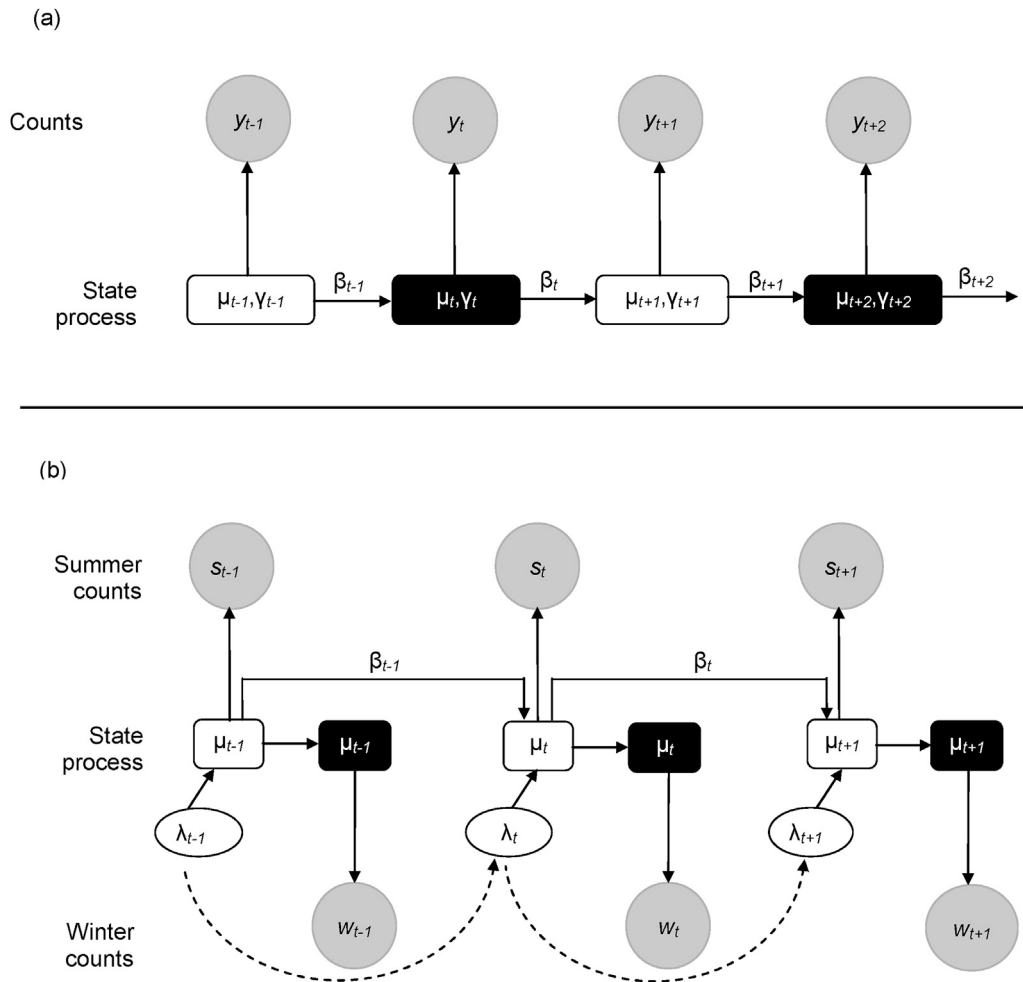 (a)
Counts
y_{t-1} y_t y_{t+1} y_{t+2}
β_{t-1} β_t β_{t+1} β_{t+2}
State process
μ_{t-1},γ_{t-1} μ_t,γ_t μ_{t+1},γ_{t+1} μ_{t+2},γ_{t+2}
(b)
Summer counts
s_{t-1} s_t s_{t+1}
β_{t-1} β_t
State process
μ_{t-1} μ_{t-1} μ_t μ_t μ_{t+1} μ_{t+1}
λ_{t-1} λ_t λ_{t+1}
Winter counts
w_{t-1} w_t w_{t+1}